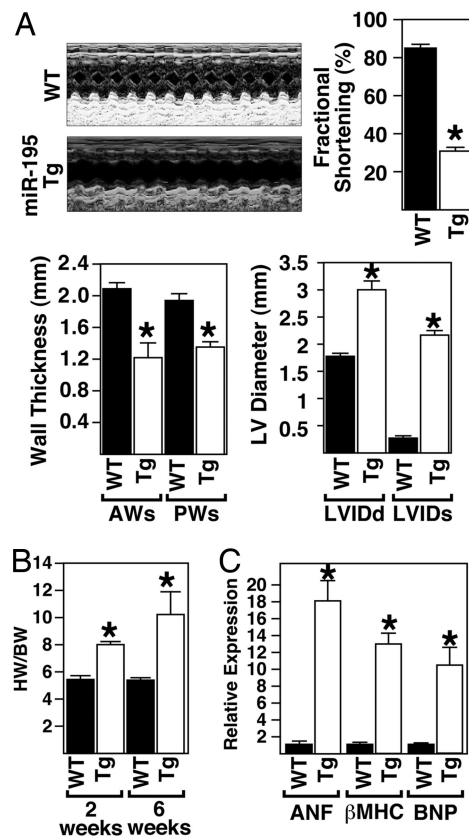 A
WT
miR-195
Tg
Fractional
Shortening (%)
100
80
60
40
20
WT
Tg
*
Wall Thickness (mm)
2.4
2.0
1.6
1.2
0.8
0.4
*
*
WT
Tg
WT
Tg
AWs
PWs
LV Diameter (mm)
3.5
3
2.5
2
1.5
1
.5
*
*
WT
Tg
WT
Tg
LVIDd
LVIDs
B
HW/BW
14
12
10
8
6
4
2
*
*
WT
Tg
WT
Tg
2
weeks
6
weeks
C
Relative Expression
20
18
16
14
12
10
8
6
4
2
*
*
*
WT
Tg
WT
Tg
WT
Tg
ANF
βMHC
BNP